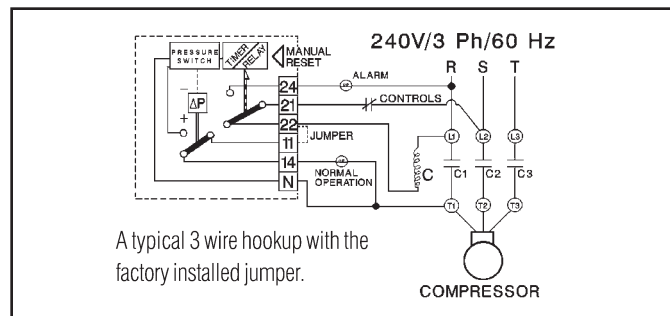 240V/3 Ph/60 Hz
R S T
PRESSURE
SWITCH
TIMER
RELAY
MANUAL
RESET
24
ALARM
21
CONTROLS
22
JUMPER
11
14
NORMAL
OPERATION
N
ΔP
−
+
L1 L2 L3
C C1 C2 C3
T1 T2 T3
COMPRESSOR
A typical 3 wire hookup with the
factory installed jumper.